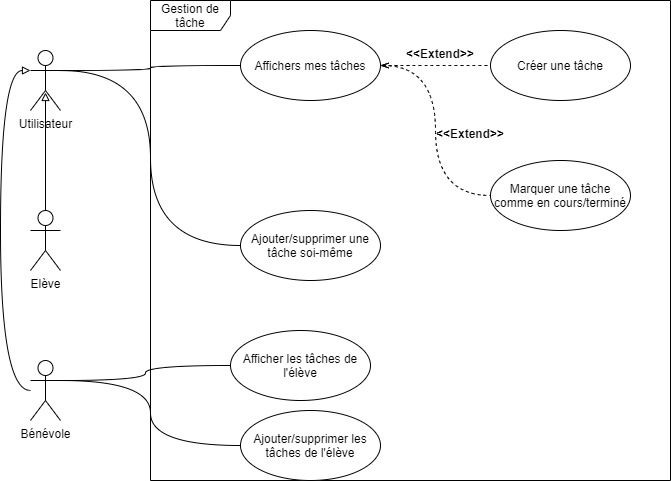 Gestion de
tâche
Affichers mes tâches
<<Extend>>
Créer une tâche
Utilisateur
<<Extend>>
Marquer une tâche
comme en cours/terminé
Ajouter/supprimer une
tâche soi-même
Elève
Afficher les tâches de
l'élève
Bénévole
Ajouter/supprimer les
tâches de l'élève